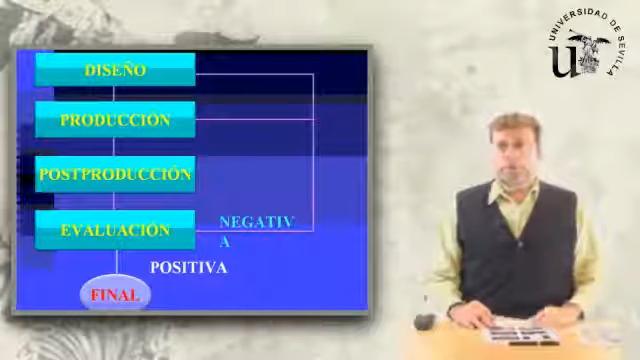 UNIVERSIDAD DE SEVILLA
U
DISEÑO
PRODUCCIÓN
POSTPRODUCCIÓN
EVALUACIÓN
NEGATIV
A
POSITIVA
FINAL